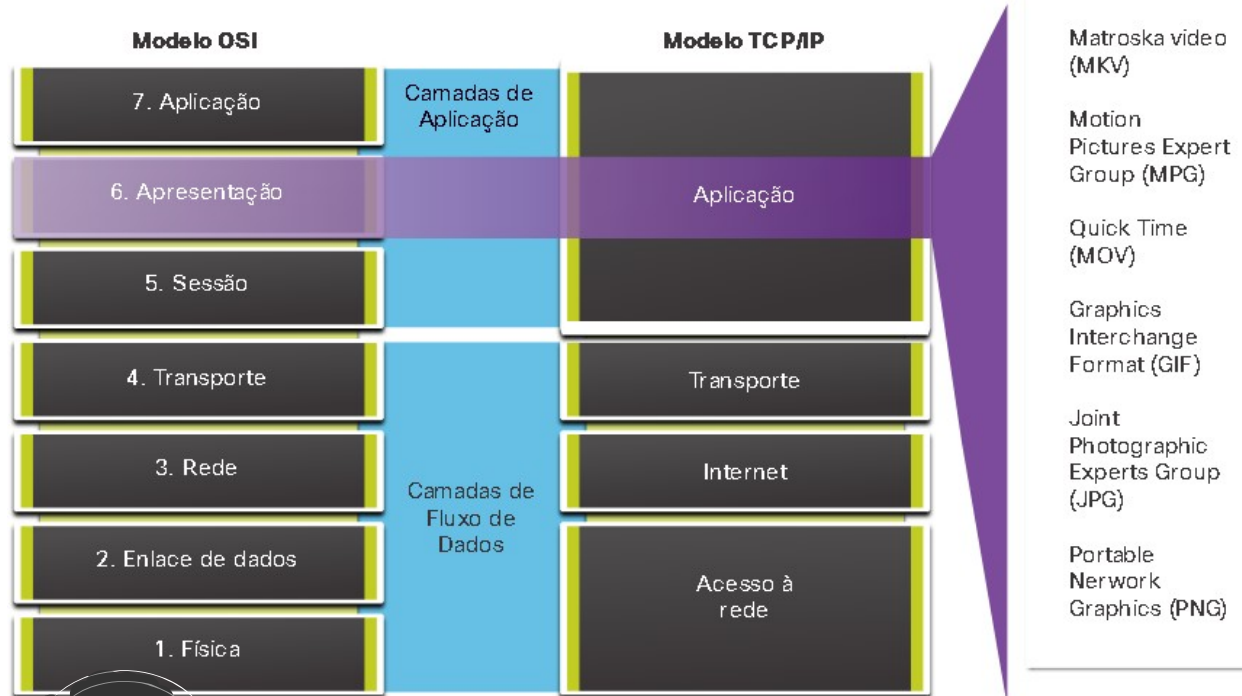 Modelo OSI
Modelo TCP/IP
7. Aplicação
Camadas de
Aplicação
6. Apresentação
Aplicação
5. Sessão
4. Transporte
Transporte
3. Rede
Internet
Camadas de
Fluxo de
Dados
2. Enlace de dados
Acesso à
rede
1. Física
Matroska video
(MKV)
Motion
Pictures Expert
Group (MPG)
Quick Time
(MOV)
Graphics
Interchange
Format (GIF)
Joint
Photographic
Experts Group
(JPG)
Portable
Nerwork
Graphics (PNG)